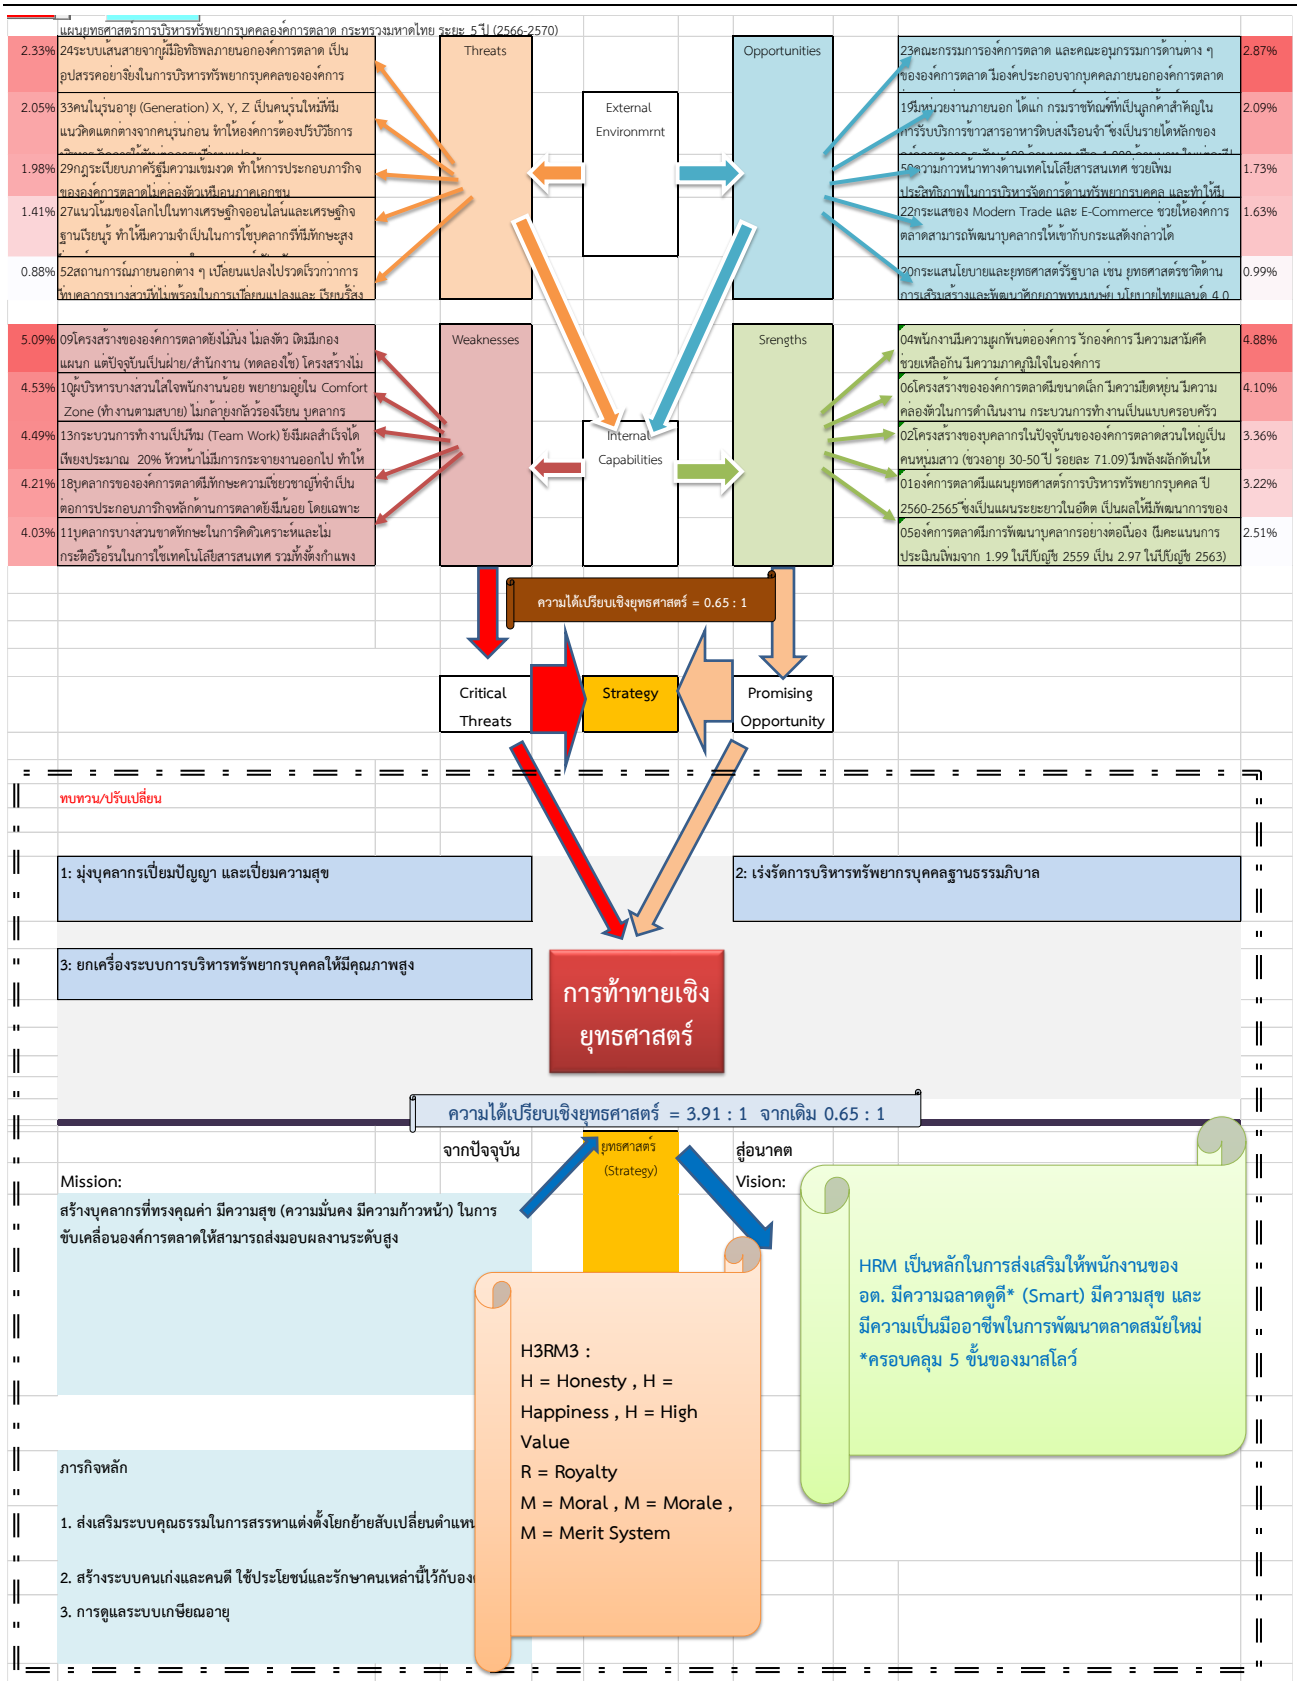 แผนยุทธศาสตร์การบริหารทรัพยากรบุคคลองค์การตลาด กระทรวงมหาดไทย ระยะ 5 ปี (2566-2570)
2.33%
24ระบบเส้นสายจากผู้มีอิทธิพลภายนอกองค์การตลาด เป็น
อุปสรรคอย่างยิ่งในการบริหารทรัพยากรบุคคลขององค์การ
2.05%
33คนในรุ่นอายุ (Generation) X, Y, Z เป็นคนรุ่นใหม่ที่มี
แนวคิดแตกต่างจากคนรุ่นก่อน ทำให้องค์การต้องปรับวิธีการ
1.98%
29กฎระเบียบภาครัฐมีความเข้มงวด ทำให้การประกอบภารกิจ
ขององค์การตลาดไม่คล่องตัวเหมือนภาคเอกชน
1.41%
27แนวโน้มของโลกไปในทางเศรษฐกิจออนไลน์และเศรษฐกิจ
ฐานเรียนรู้ ทำให้มีความจำเป็นในการใช้บุคลากรที่มีทักษะสูง
0.88%
52สถานการณ์ภายนอกต่าง ๆ เปลี่ยนแปลงไปรวดเร็วกว่าการ
ที่บุคลากรบางส่วนที่ไม่พร้อมในการเปลี่ยนแปลงและ เรียนรู้สิ่ง
Threats
External
Environmrnt
Opportunities
23คณะกรรมการองค์การตลาด และคณะอนุกรรมการด้านต่าง ๆ
ขององค์การตลาด มีองค์ประกอบจากบุคคลภายนอกองค์การตลาด
2.87%
19มีหน่วยงานภายนอก ได้แก่ กรมราชทัณฑ์ที่เป็นลูกค้าสำคัญใน
การรับบริการข้าวสารอาหารดิบส่งเรือนจำ ซึ่งเป็นรายได้หลักของ
2.09%
50ความก้าวหน้าทางด้านเทคโนโลยีสารสนเทศ ช่วยเพิ่ม
ประสิทธิภาพในการบริหารจัดการด้านทรัพยากรบุคคล และทำให้มี
1.73%
22กระแสของ Modern Trade และ E-Commerce ช่วยให้องค์การ
ตลาดสามารถพัฒนาบุคลากรให้เข้ากับกระแสดังกล่าวได้
1.63%
20กระแสนโยบายและยุทธศาสตร์รัฐบาล เช่น ยุทธศาสตร์ชาติด้าน
การเสริมสร้างและพัฒนาศักยภาพทุนมนุษย์ นโยบายไทยแลนด์ 4.0
0.99%
5.09%
09โครงสร้างขององค์การตลาดยังไม่นิ่ง ไม่ลงตัว เดิมมีกอง
แผนก แต่ปัจจุบันเป็นฝ่าย/สำนักงาน (ทดลองใช้) โครงสร้างไม่
4.53%
10ผู้บริหารบางส่วนใส่ใจพนักงานน้อย พยายามอยู่ใน Comfort
Zone (ทำงานตามสบาย) ไม่กล้ายุ่งกลัวร้องเรียน บุคลากร
4.49%
13กระบวนการทำงานเป็นทีม (Team Work) ยังมีผลสำเร็จได้
เพียงประมาณ 20% หัวหน้าไม่มีการกระจายงานออกไป ทำให้
4.21%
18บุคลากรขององค์การตลาดมีทักษะความเชี่ยวชาญที่จำเป็น
ต่อการประกอบภารกิจหลักด้านการตลาดยังมีน้อย โดยเฉพาะ
4.03%
11บุคลากรบางส่วนขาดทักษะในการคิดวิเคราะห์และไม่
กระตือรือร้นในการใช้เทคโนโลยีสารสนเทศ รวมทั้งตั้งกำแพง
Weaknesses
Internal
Capabilities
Srengths
04พนักงานมีความผูกพันต่อองค์การ รักองค์การ มีความสามัคคี
ช่วยเหลือกัน มีความภาคภูมิใจในองค์การ
4.88%
06โครงสร้างขององค์การตลาดมีขนาดเล็ก มีความยืดหยุ่น มีความ
คล่องตัวในการดำเนินงาน กระบวนการทำงานเป็นแบบครอบครัว
4.10%
02โครงสร้างของบุคลากรในปัจจุบันขององค์การตลาดส่วนใหญ่เป็น
คนหนุ่มสาว (ช่วงอายุ 30-50 ปี ร้อยละ 71.09) มีพลังผลักดันให้
3.36%
01องค์การตลาดมีแผนยุทธศาสตร์การบริหารทรัพยากรบุคคล ปี
2560-2565 ซึ่งเป็นแผนระยะยาวในอดีต เป็นผลให้มีพัฒนาการของ
3.22%
05องค์การตลาดมีการพัฒนาบุคลากรอย่างต่อเนื่อง (มีคะแนนการ
ประเมินเพิ่มจาก 1.99 ในปีบัญชี 2559 เป็น 2.97 ในปีบัญชี 2563)
2.51%
ความได้เปรียบเชิงยุทธศาสตร์ = 0.65 : 1
Critical
Threats
Strategy
Promising
Opportunity
ทบทวน/ปรับเปลี่ยน
1: มุ่งบุคลากรเปี่ยมปัญญา และเปี่ยมความสุข
2: เร่งรัดการบริหารทรัพยากรบุคคลฐานธรรมภิบาล
3: ยกเครื่องระบบการบริหารทรัพยากรบุคคลให้มีคุณภาพสูง
การท้าทายเชิง
ยุทธศาสตร์
ความได้เปรียบเชิงยุทธศาสตร์ = 3.91 : 1 จากเดิม 0.65 : 1
จากปัจจุบัน
ยุทธศาสตร์
(Strategy)
สู่อนาคต
Mission:
Vision:
สร้างบุคลากรที่ทรงคุณค่า มีความสุข (ความมั่นคง มีความก้าวหน้า) ในการ
ขับเคลื่อนองค์การตลาดให้สามารถส่งมอบผลงานระดับสูง
HRM เป็นหลักในการส่งเสริมให้พนักงานของ
อต. มีความฉลาดดูดี* (Smart) มีความสุข และ
มีความเป็นมืออาชีพในการพัฒนาตลาดสมัยใหม่
*ครอบคลุม 5 ขั้นของมาสโลว์
H3RM3 :
H = Honesty , H =
Happiness , H = High
Value
R = Royalty
M = Moral , M = Morale ,
M = Merit System
ภารกิจหลัก
1. ส่งเสริมระบบคุณธรรมในการสรรหาแต่งตั้งโยกย้ายสับเปลี่ยนตำแหน
2. สร้างระบบคนเก่งและคนดี ใช้ประโยชน์และรักษาคนเหล่านี้ไว้กับอง
3. การดูแลระบบเกษียณอายุ